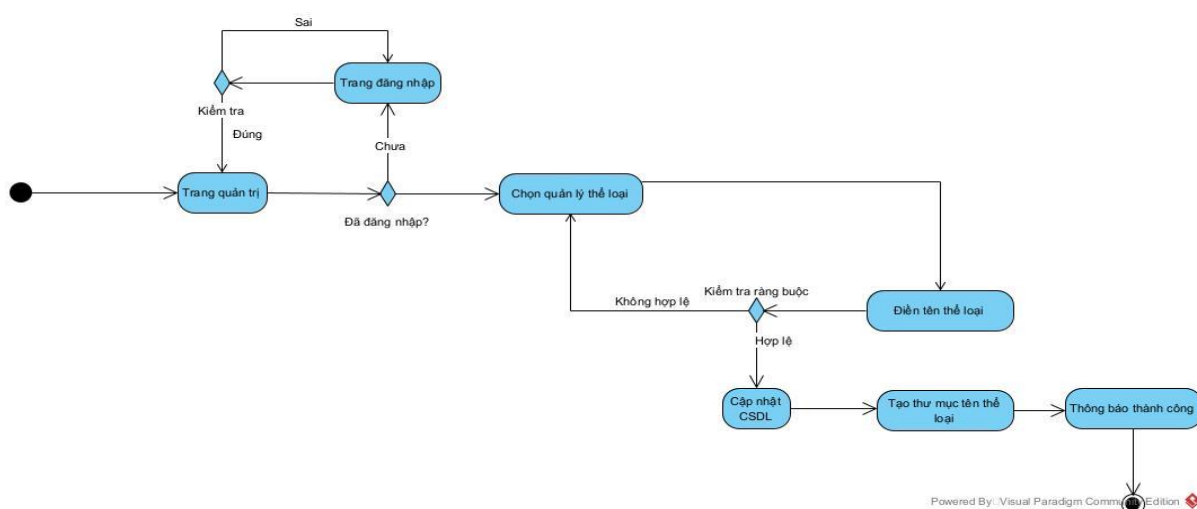 Sai
Trang đăng nhập
Kiểm tra
Đúng
Chưa
Trang quản trị
Đã đăng nhập?
Chọn quản lý thể loại
Kiểm tra ràng buộc
Không hợp lệ
Điền tên thể loại
Hợp lệ
Cập nhật
CSDL
Tạo thư mục tên thể
loại
Thông báo thành công
Powered By Visual Paradigm Community Edition